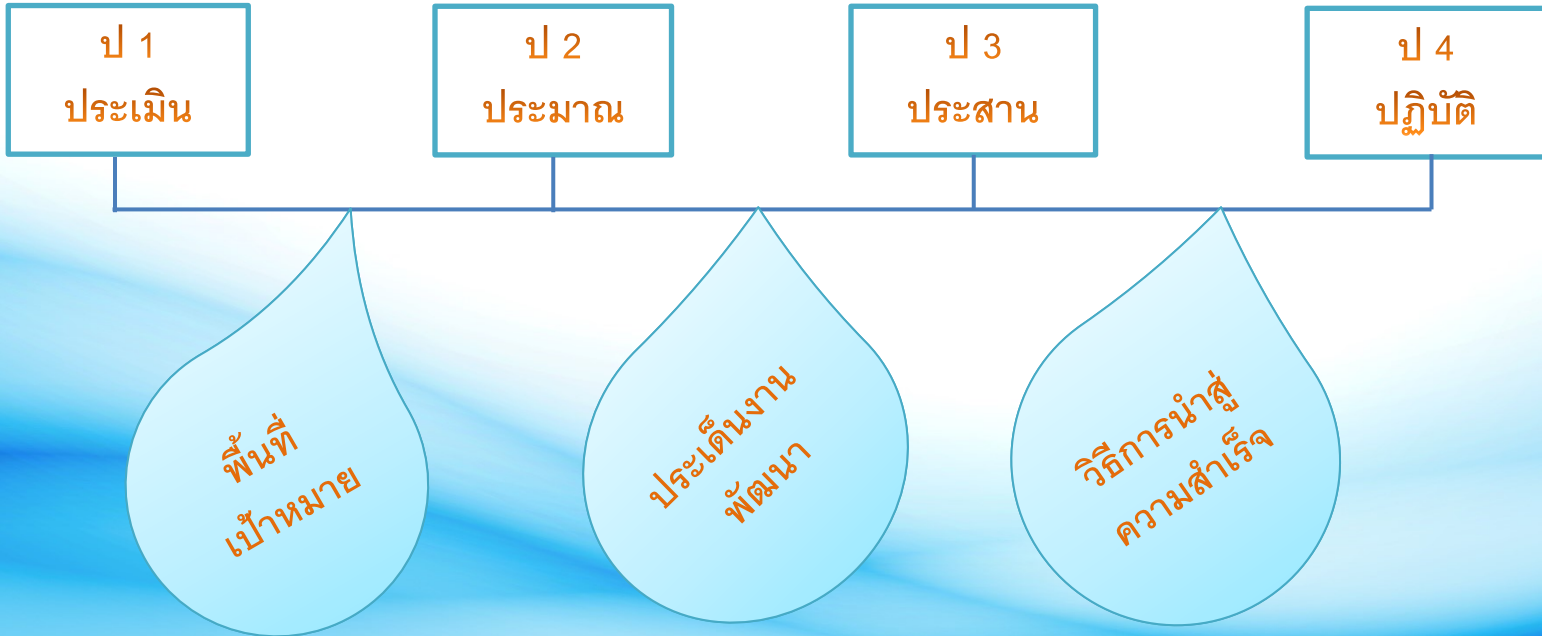 ป 1
ประเมิน
ป 2
ประมาณ
ป 3
ประสาน
ป 4
ปฏิบัติ
พื้นที่
เป้าหมาย
ประเด็นงาน
พัฒนา
วิธีการนำสู่
ความสำเร็จ